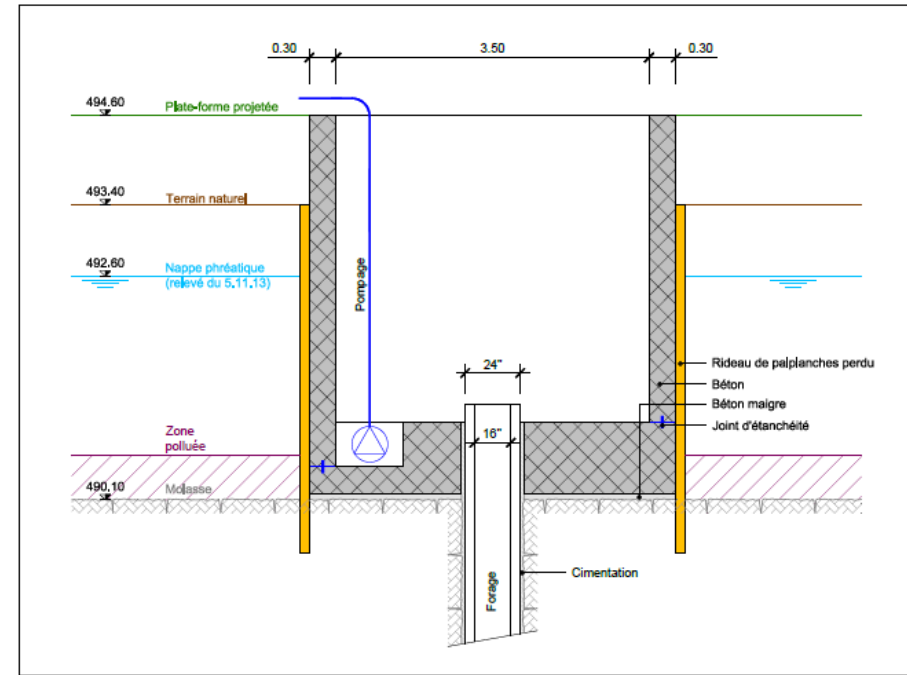 0.30 3.50 0.30
494.60 Plate-forme projetée
493.40 Terrain naturel
492.60 Nappe phréatique
(relevé du 5.11.13)
Pompage
Rideau de palplanches perdu
24"
Béton
Béton maigre
Joint d'étanchéité
16"
Zone
polluée
490.10 Molasse
Cimentation
Forage